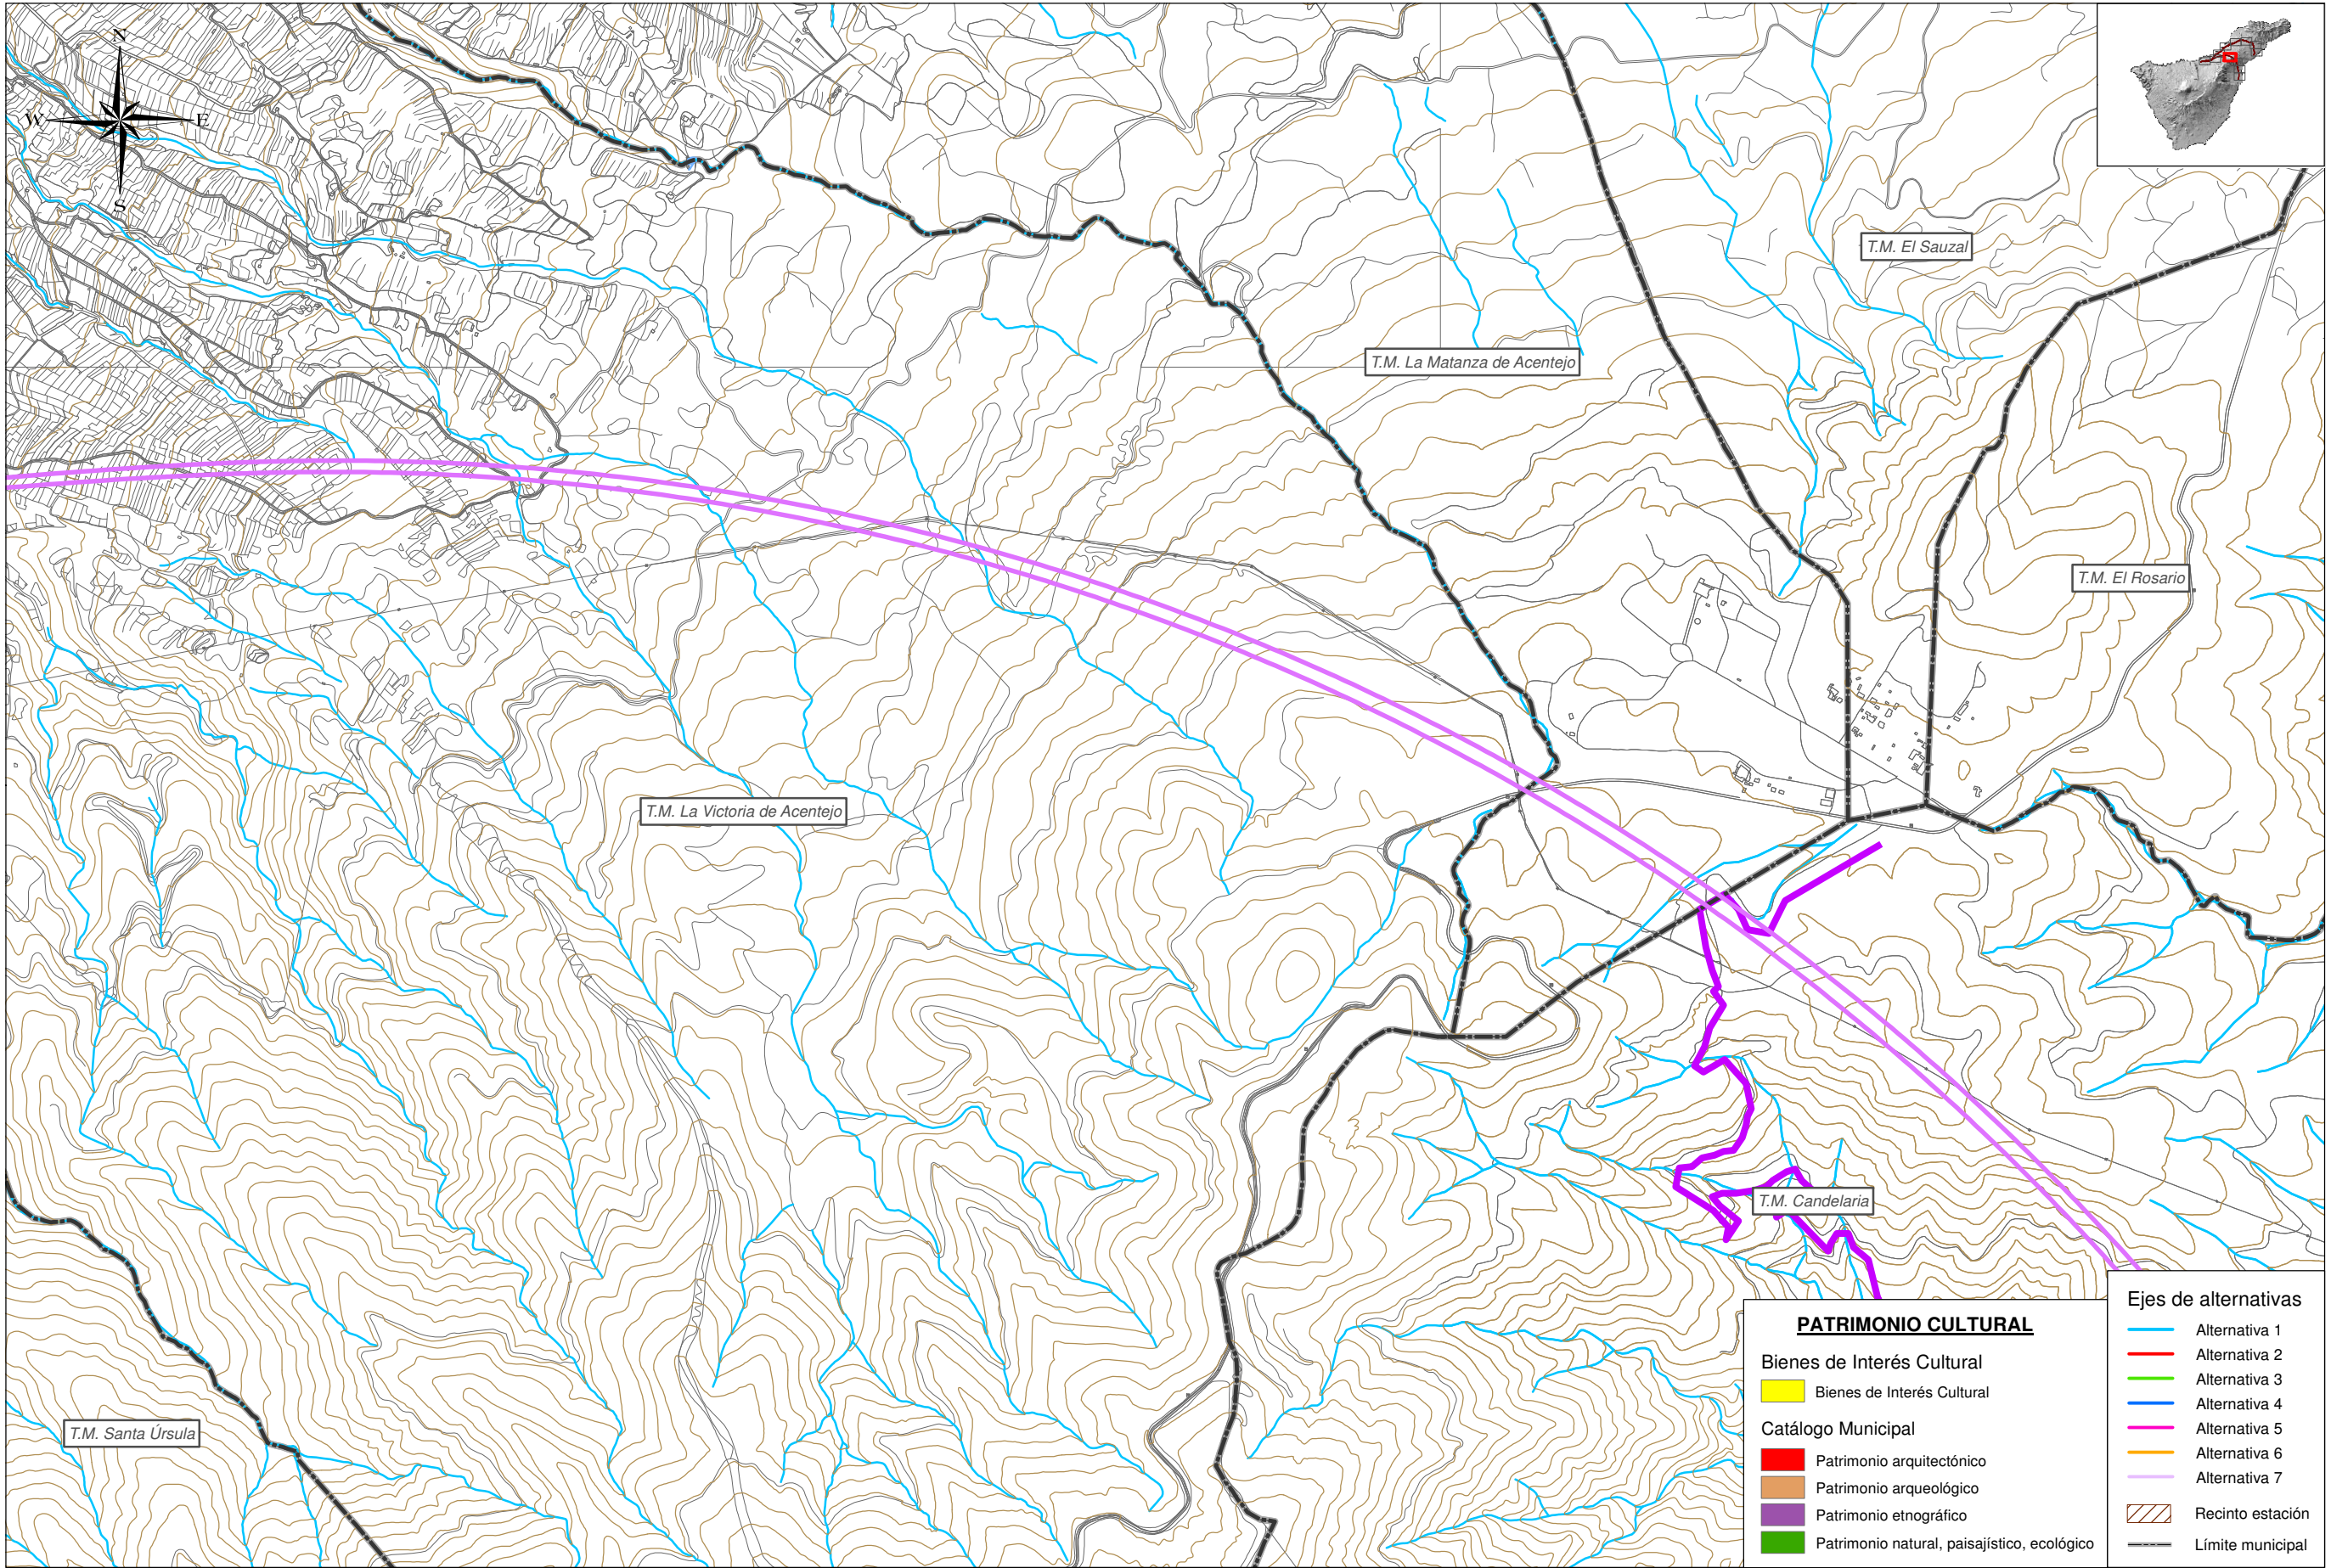 N
W
E
S
T.M. El Sauzal
T.M. La Matanza de Acentejo
T.M. El Rosario
T.M. La Victoria de Acentejo
T.M. Candelaria
T.M. Santa Úrsula
PATRIMONIO CULTURAL
Bienes de Interés Cultural
Bienes de Interés Cultural
Catálogo Municipal
Patrimonio arquitectónico
Patrimonio arqueológico
Patrimonio etnográfico
Patrimonio natural, paisajístico, ecológico
Ejes de alternativas
Alternativa 1
Alternativa 2
Alternativa 3
Alternativa 4
Alternativa 5
Alternativa 6
Alternativa 7
Recinto estación
Límite municipal